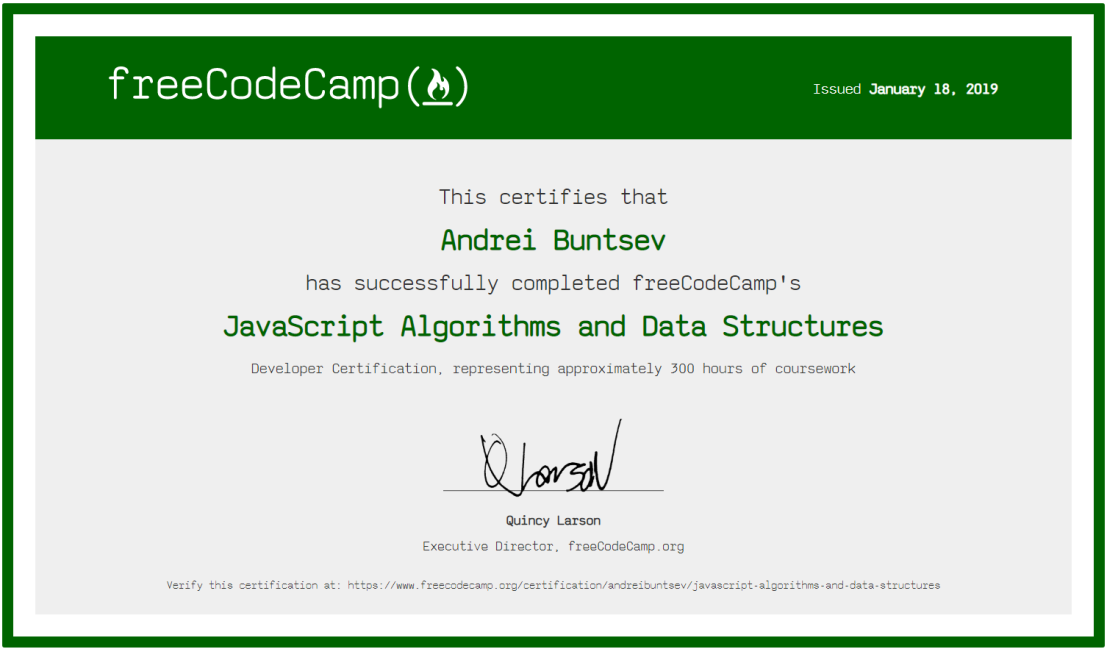 freeCodeCamp(🔥)
Issued January 18, 2019
This certifies that
Andrei Buntsev
has successfully completed freeCodeCamp's
JavaScript Algorithms and Data Structures
Developer Certification, representing approximately 300 hours of coursework
Q Larson
Quincy Larson
Executive Director, freeCodeCamp.org
Verify this certification at: https://www.freecodecamp.org/certification/andreibuntsev/javascript-algorithms-and-data-structures